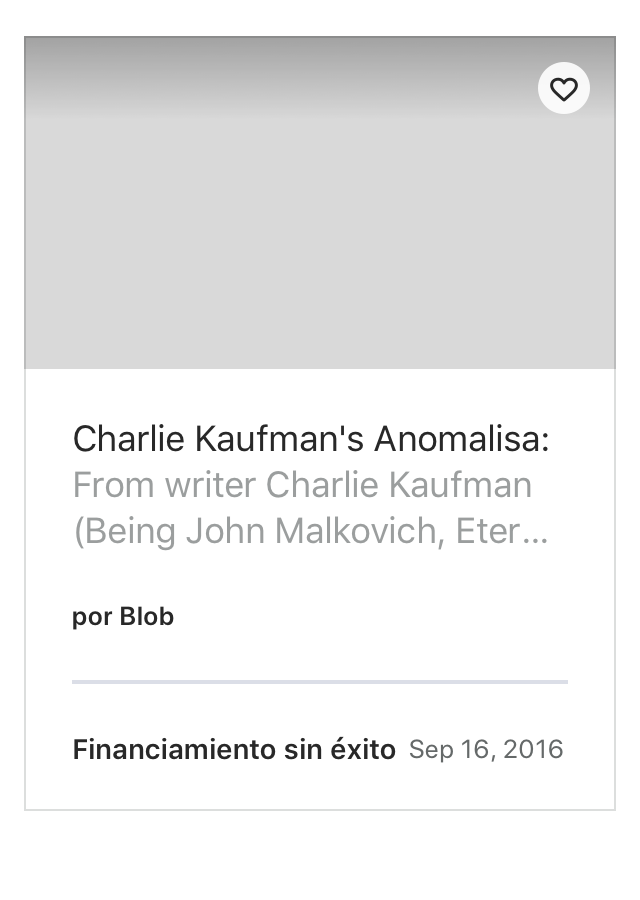 Charlie Kaufman's Anomalisa:
From writer Charlie Kaufman
(Being John Malkovich, Eter...
por Blob
Financiamiento sin éxito Sep 16, 2016